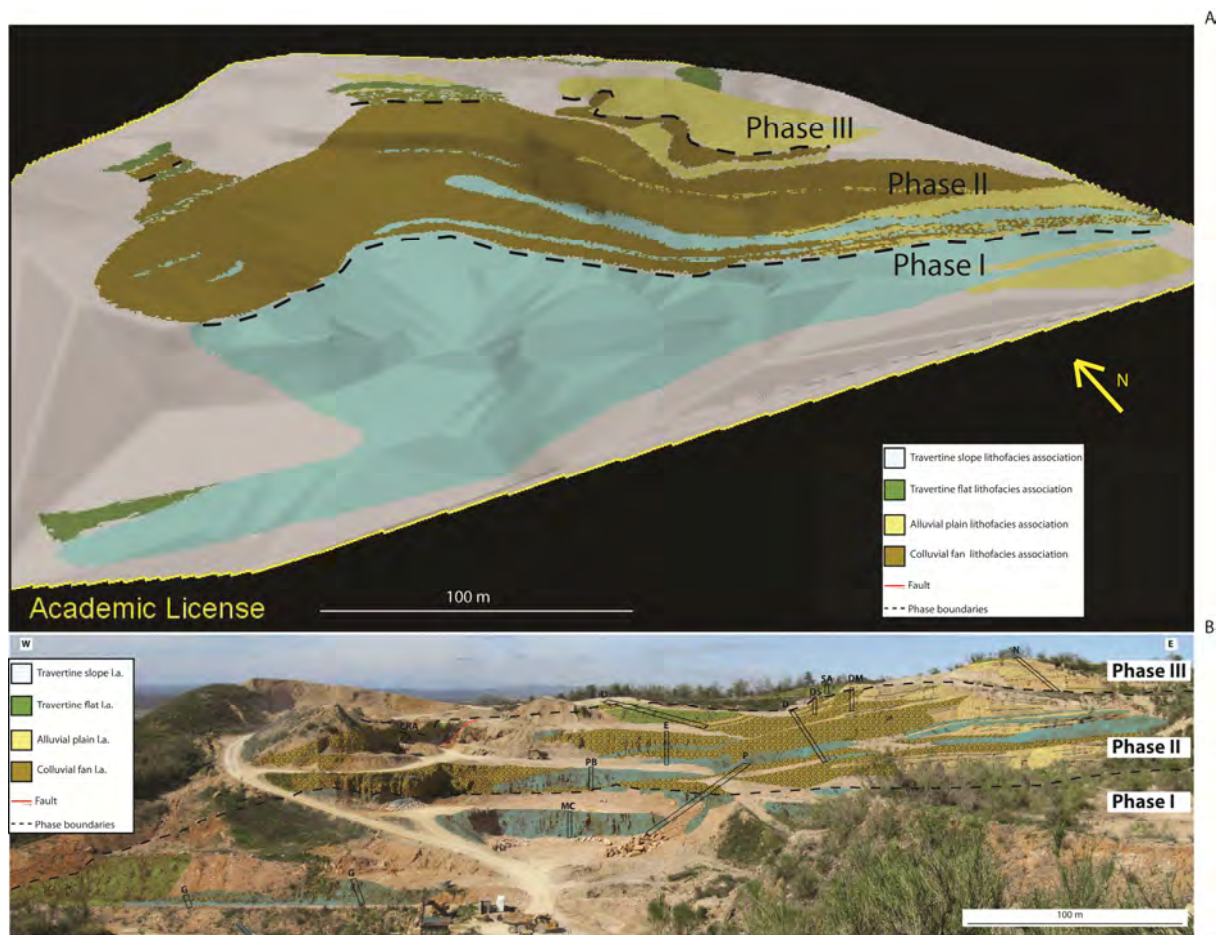 A
Phase III
Phase II
Phase I
N
Travertine slope lithofacies association
Travertine flat lithofacies association
Alluvial plain lithofacies association
Colluvial fan lithofacies association
Fault
Phase boundaries
Academic License
100 m
B
W
E
Travertine slope l.a.
Travertine flat l.a.
Alluvial plain l.a.
Colluvial fan l.a.
Fault
Phase boundaries
N
Phase III
SA
DM
DS
D
E
Phase II
P
PB
Phase I
MC
G
G
100 m